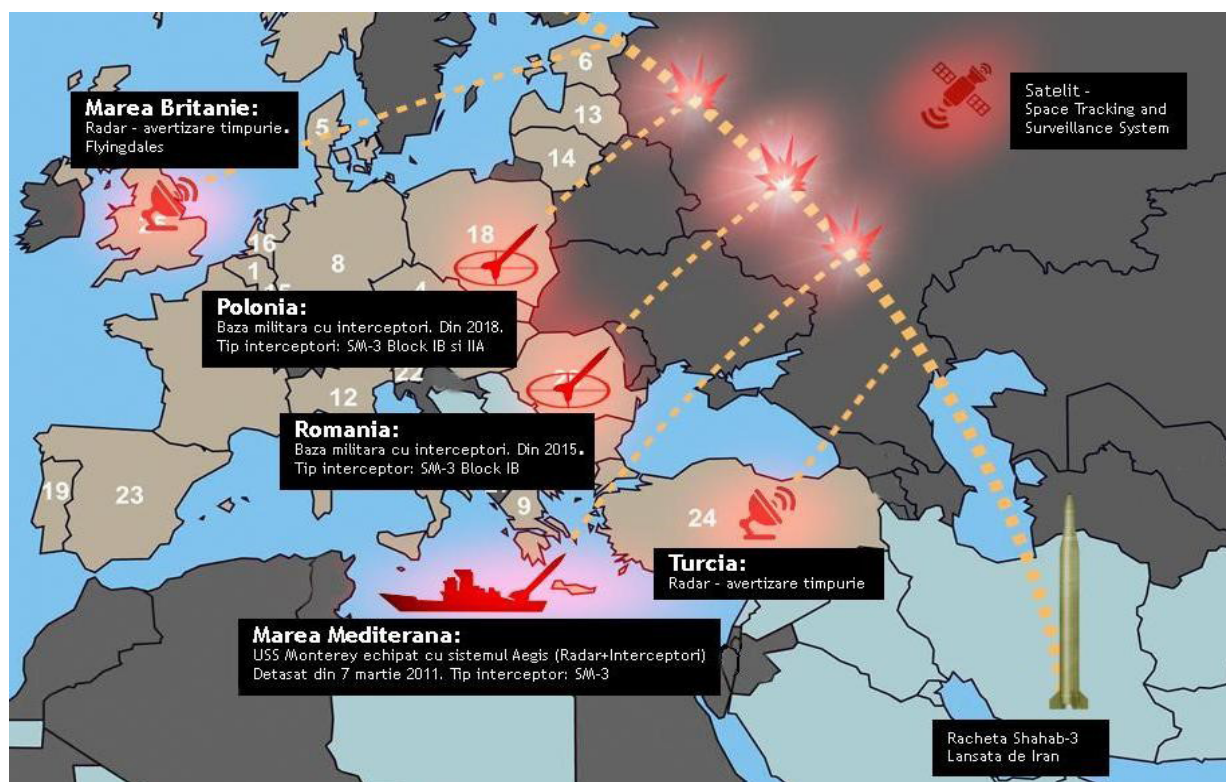 6
13
5
14
Marea Britanie:
Radar - avertizare timpurie.
Flyingdales
Satelit -
Space Tracking and
Surveillance System
16
18
1
8
Polonia:
Baza militara cu interceptori. Din 2018.
Tip interceptori: SM-3 Block IB si IIA
22
12
Romania:
Baza militara cu interceptori. Din 2015.
Tip interceptor: SM-3 Block IB
19
23
9
24
Turcia:
Radar - avertizare timpurie
Marea Mediterana:
USS Monterey echipat cu sistemul Aegis (Radar+Interceptori)
Detasat din 7 martie 2011. Tip interceptor: SM-3
Racheta Shahab-3
Lansata de Iran